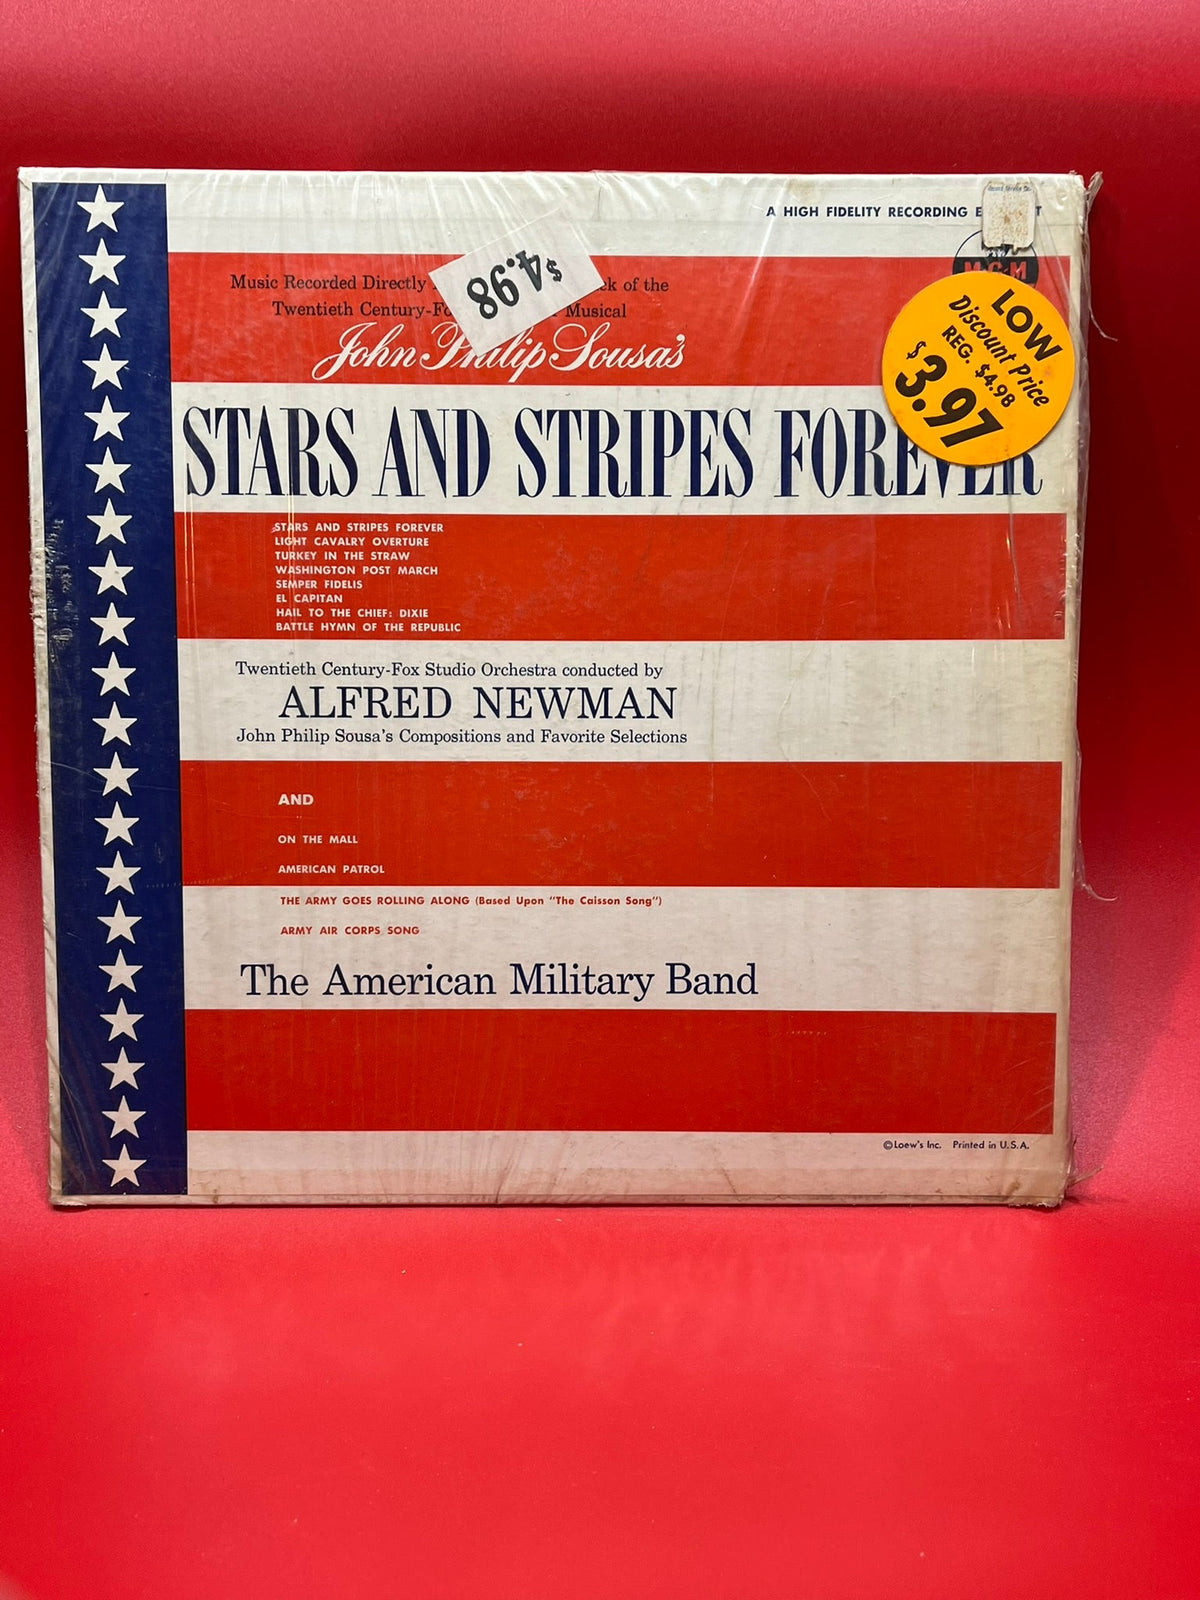 A HIGH FIDELITY RECORDING
M-G-M
Music Recorded Directly of the
Twentieth Century- Musical
$4.98
John Philip Sousa's
LOW
Discount Price
REG. $4.98
$3.97
STARS AND STRIPES FOREVER
STARS AND STRIPES FOREVER
LIGHT CAVALRY OVERTURE
TURKEY IN THE STRAW
WASHINGTON POST MARCH
SEMPER FIDELIS
EL CAPITAN
HAIL TO THE CHIEF: DIXIE
BATTLE HYMN OF THE REPUBLIC
Twentieth Century-Fox Studio Orchestra conducted by
ALFRED NEWMAN
John Philip Sousa's Compositions and Favorite Selections
AND
ON THE MALL
AMERICAN PATROL
THE ARMY GOES ROLLING ALONG (Based Upon "The Caisson Song")
ARMY AIR CORPS SONG
The American Military Band
©Loew's Inc. Printed in U.S.A.